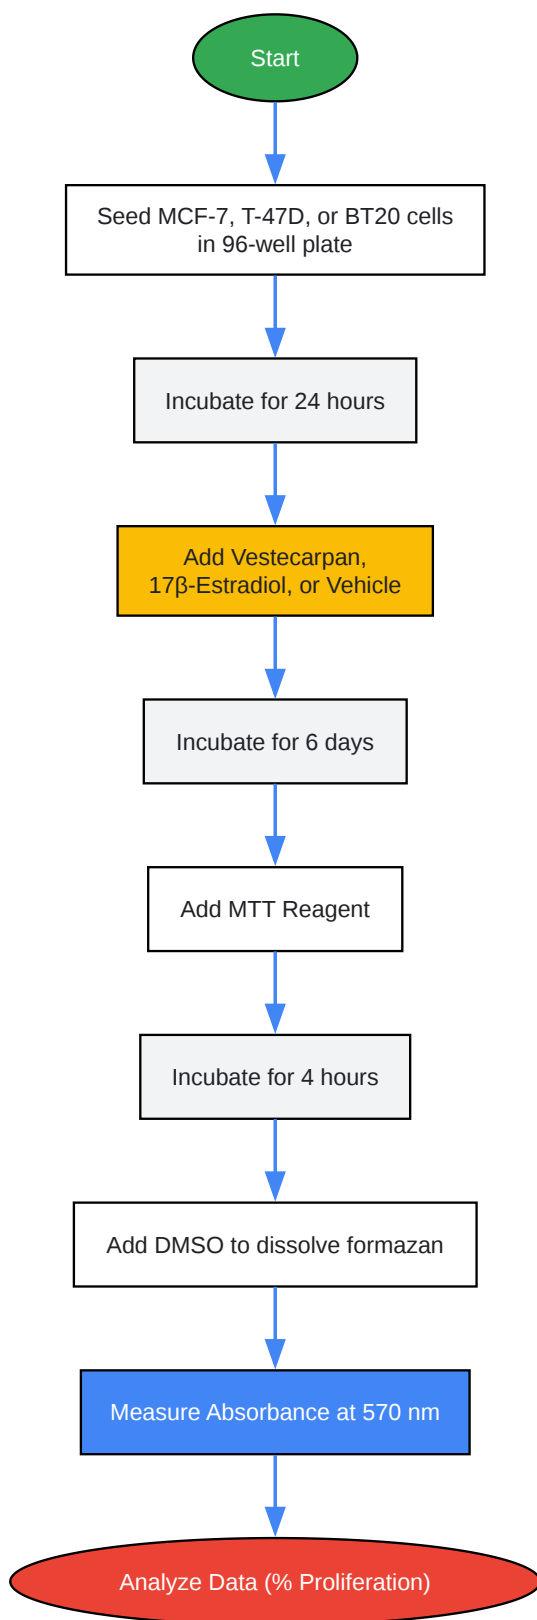 Start
Seed MCF-7, T-47D, or BT20 cells
in 96-well plate
Incubate for 24 hours
Add Vestecarpan,
17β-Estradiol, or Vehicle
Incubate for 6 days
Add MTT Reagent
Incubate for 4 hours
Add DMSO to dissolve formazan
Measure Absorbance at 570 nm
Analyze Data (% Proliferation)